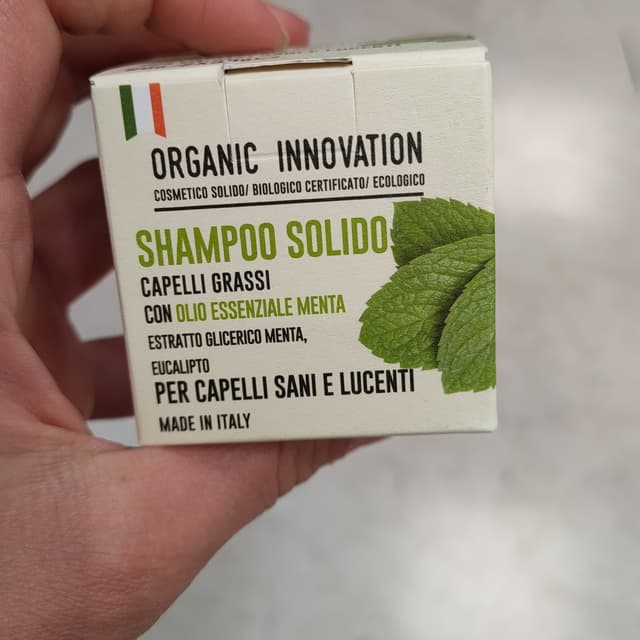 ORGANIC INNOVATION
COSMETICO SOLIDO/ BIOLOGICO CERTIFICATO/ ECOLOGICO
SHAMPOO SOLIDO
CAPELLI GRASSI
CON OLIO ESSENZIALE MENTA
ESTRATTO GLICERICO MENTA,
EUCALIPTO
PER CAPELLI SANI E LUCENTI
MADE IN ITALY